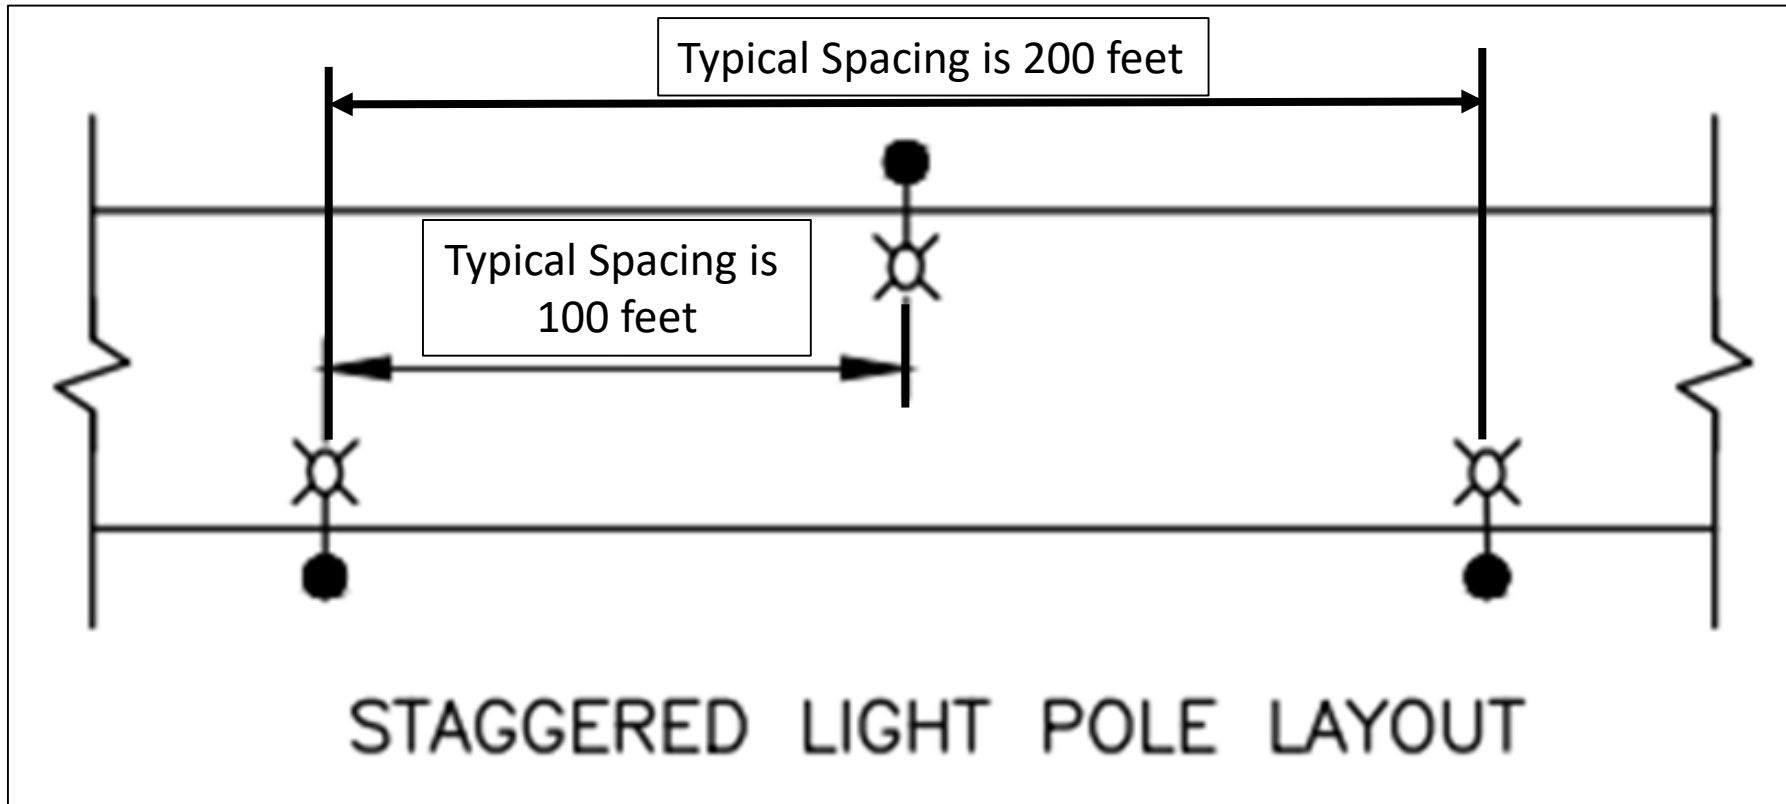 Typical Spacing is 200 feet
Typical Spacing is
100 feet
STAGGERED LIGHT POLE LAYOUT